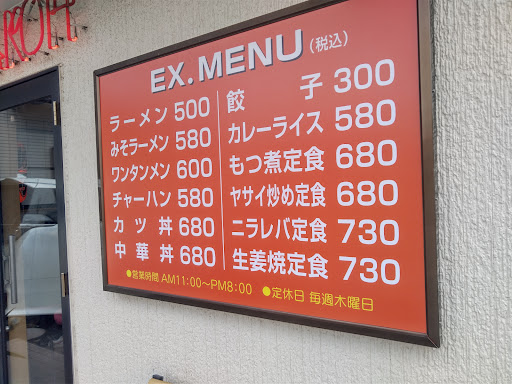 EX. MENU (税込)
ラーメン 500
みそラーメン 580
ワンタンメン 600
チャーハン 580
カツ丼 680
中華丼 680
餃子 300
カレーライス 580
もつ煮定食 680
ヤサイ炒め定食 680
ニラレバ定食 730
生姜焼定食 730
●営業時間 AM11:00〜PM8:00 ●定休日 毎週木曜日